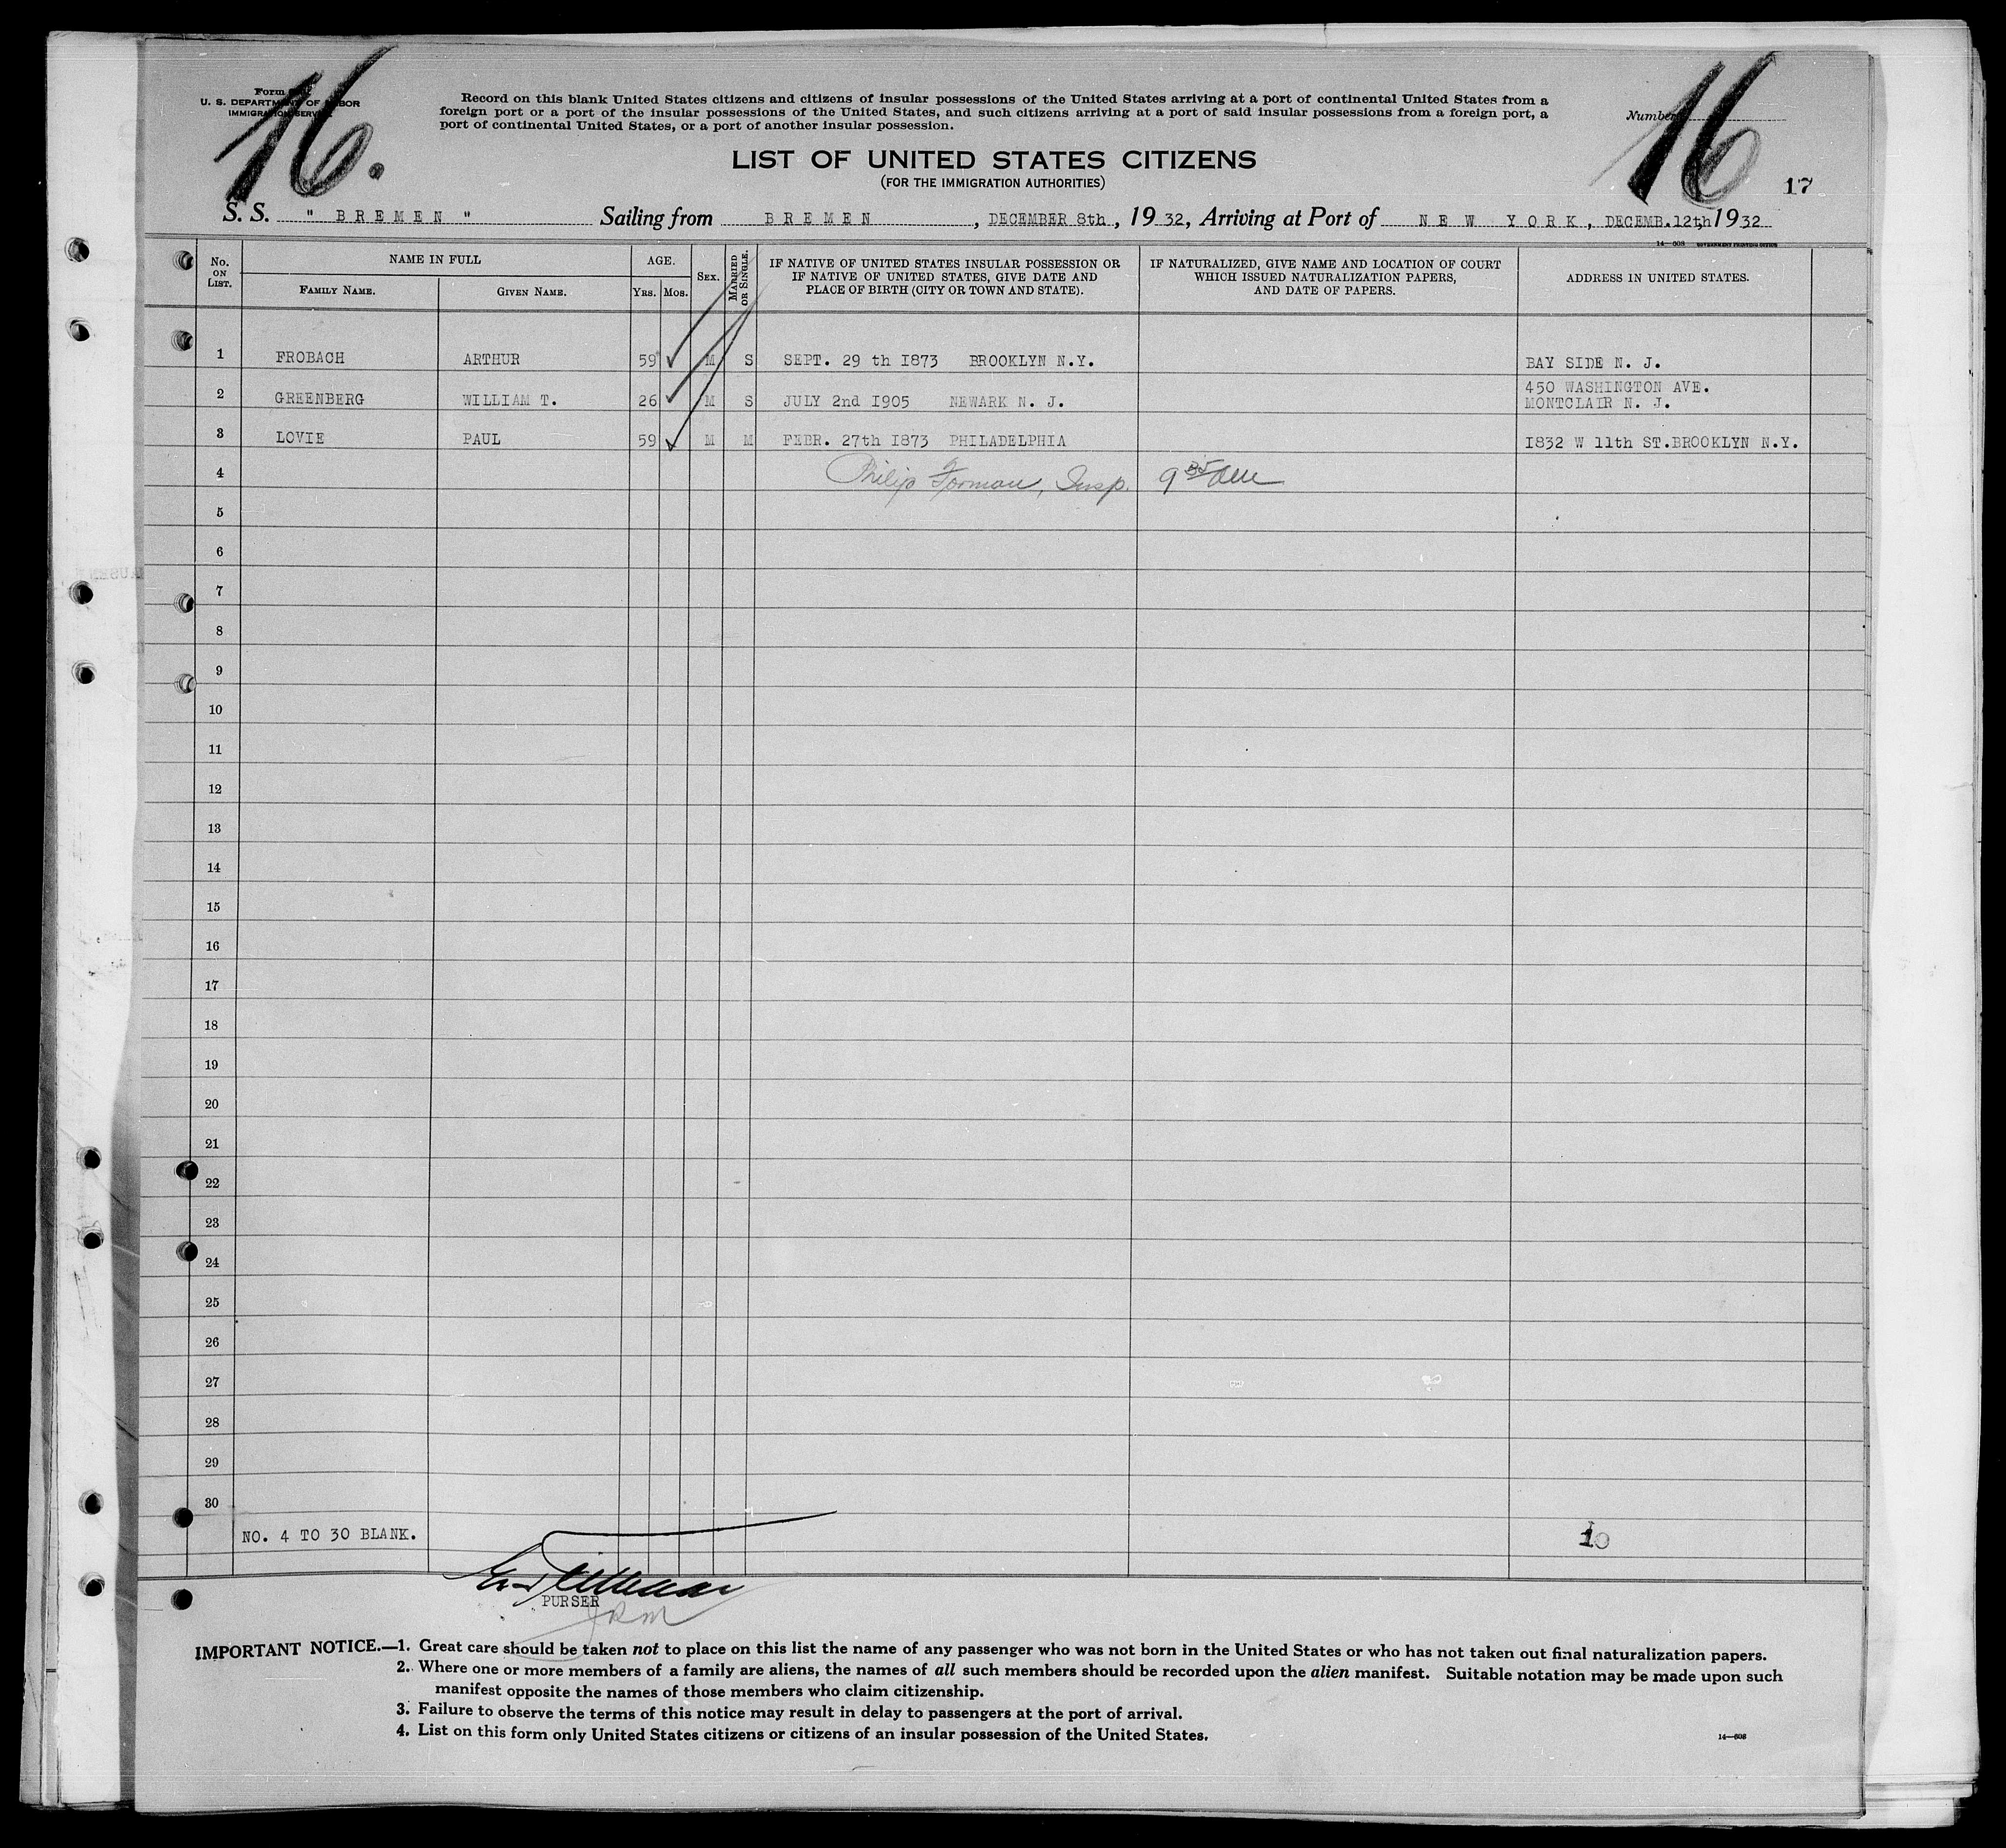 16.
16
Form
U. S. DEPARTMENT OF LABOR
IMMIGRATION SERVICE
Record on this blank United States citizens and citizens of insular possessions of the United States arriving at a port of continental United States from a
foreign port or a port of the insular possessions of the United States, and such citizens arriving at a port of said insular possessions from a foreign port, a
port of continental United States, or a port of another insular possession.
Number
LIST OF UNITED STATES CITIZENS
(FOR THE IMMIGRATION AUTHORITIES)
17
S. S. " BREMEN " Sailing from BREMEN, DECEMBER 8th, 1932, Arriving at Port of NEW YORK, DECEMB.12th, 1932
14—508 GOVERNMENT PRINTING OFFICE
No. ON LIST. NAME IN FULL FAMILY NAME. GIVEN NAME. AGE. YRS. MOS. SEX. MARRIED OR SINGLE. IF NATIVE OF UNITED STATES INSULAR POSSESSION OR IF NATIVE OF UNITED STATES, GIVE DATE AND PLACE OF BIRTH (CITY OR TOWN AND STATE). IF NATURALIZED, GIVE NAME AND LOCATION OF COURT WHICH ISSUED NATURALIZATION PAPERS, AND DATE OF PAPERS. ADDRESS IN UNITED STATES.
1 FROBACH ARTHUR 59 M S SEPT. 29 th 1873 BROOKLYN N.Y. BAY SIDE N. J.
2 GREENBERG WILLIAM T. 26 M S JULY 2nd 1905 NEWARK N. J. 450 WASHINGTON AVE. MONTCLAIR N. J.
3 LOVIE PAUL 59 M M FEBR. 27th 1873 PHILADELPHIA 1832 W 11th ST.BROOKLYN N.Y.
4 Philip Forman, Insp. 9 35 am
5
6
7
8
9
10
11
12
13
14
15
16
17
18
19
20
21
22
23
24
25
26
27
28
29
30
NO. 4 TO 30 BLANK.
10
PURSER
JRM
IMPORTANT NOTICE.—1. Great care should be taken not to place on this list the name of any passenger who was not born in the United States or who has not taken out final naturalization papers.
2. Where one or more members of a family are aliens, the names of all such members should be recorded upon the alien manifest. Suitable notation may be made upon such
manifest opposite the names of those members who claim citizenship.
3. Failure to observe the terms of this notice may result in delay to passengers at the port of arrival.
4. List on this form only United States citizens or citizens of an insular possession of the United States.
14—508